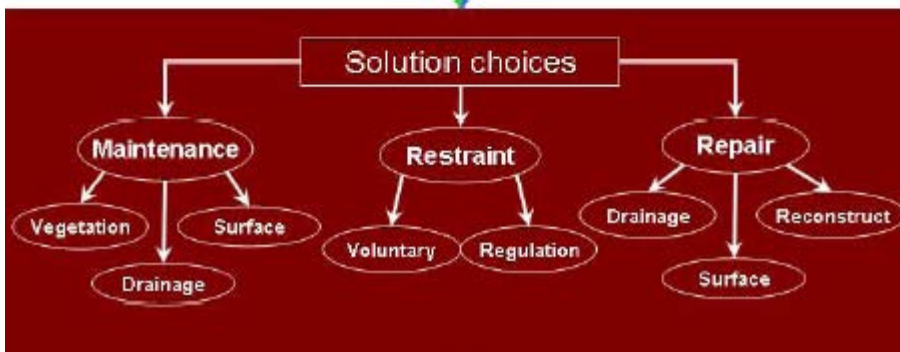 Solution choices
Maintenance
Restraint
Repair
Vegetation
Surface
Drainage
Voluntary
Regulation
Drainage
Reconstruct
Surface